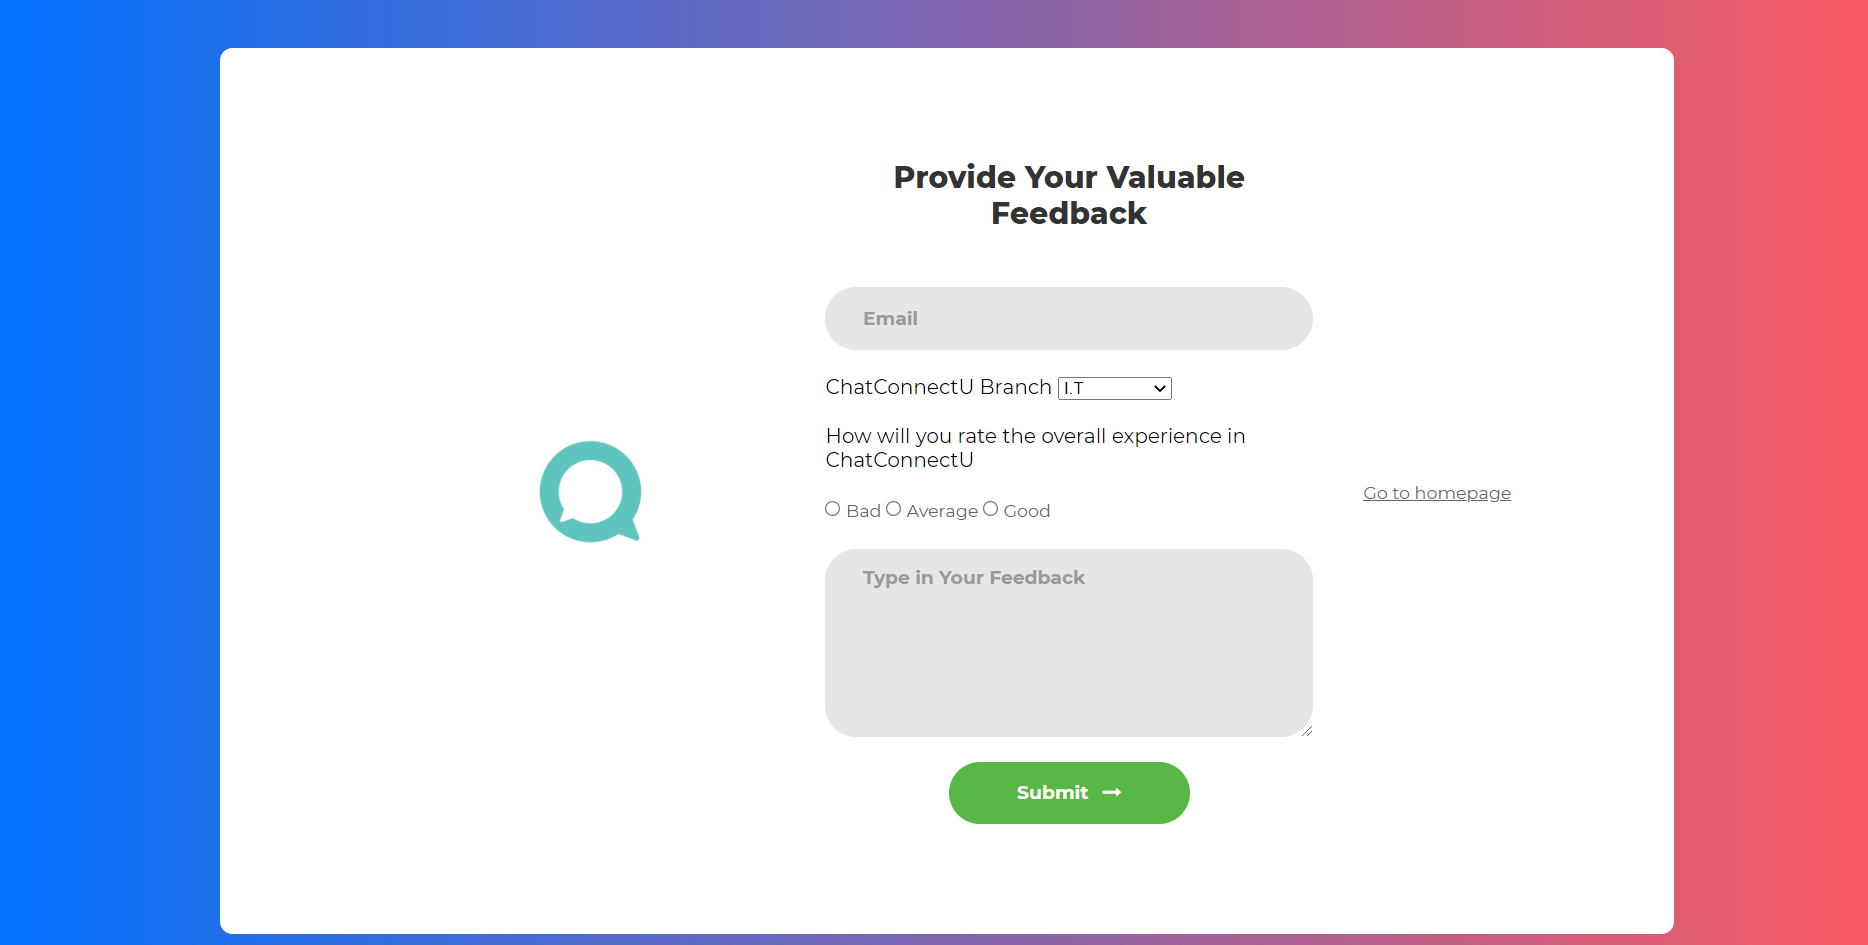 Provide Your Valuable
Feedback
Email
ChatConnectU Branch I.T
How will you rate the overall experience in
ChatConnectU
Go to homepage
Bad Average Good
Type in Your Feedback
Submit